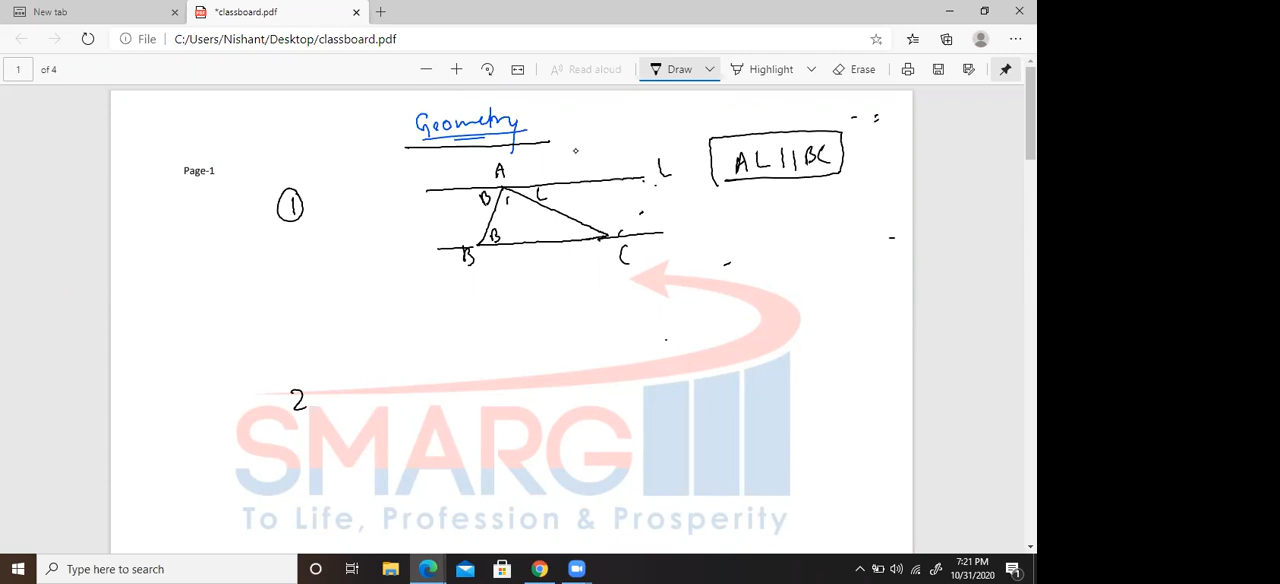 New tab
*classboard.pdf
File
C:/Users/Nishant/Desktop/classboard.pdf
1 of 4
Read aloud
Draw
Highlight
Erase
Geometry
Page-1
1
A
L
AL || BC
B
B
B
C
2
SMARG
To Life, Profession & Prosperity
Type here to search
7:21 PM
10/31/2020
1